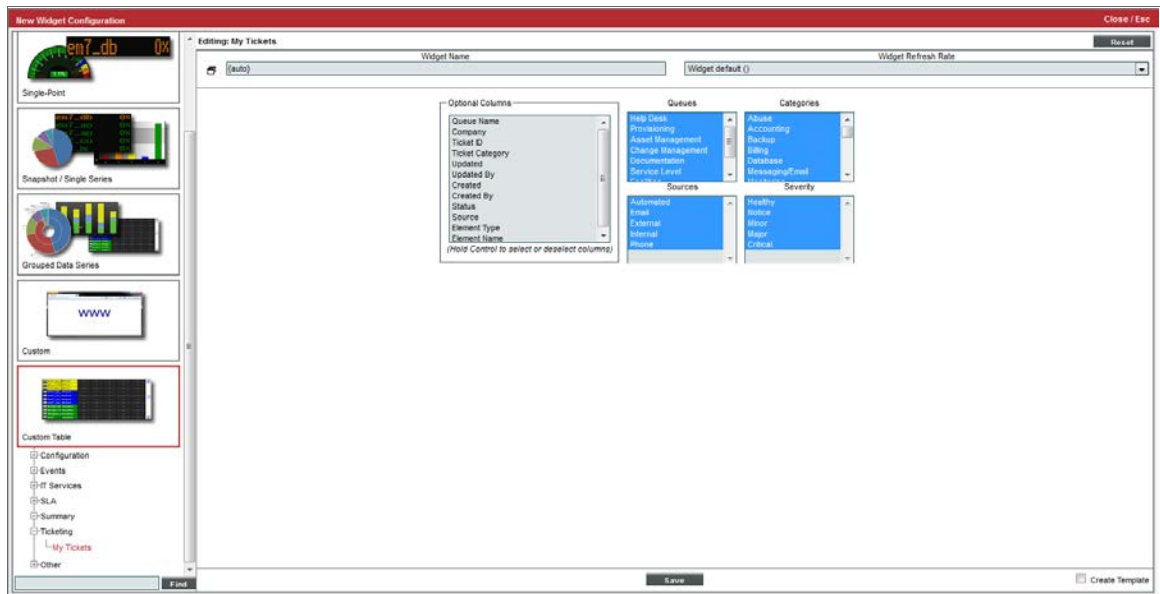 New Widget Configuration
Close / Esc
em7_db 0%
Single-Point
Snapshot / Single Series
Grouped Data Series
WWW
Custom
Custom Table
Configuration
Events
IT Services
SLA
Summary
Ticketing
My Tickets
Other
Find
Editing: My Tickets
Reset
Widget Name
Widget Refresh Rate
(auto)
Widget default ()
Optional Columns
Queue Name
Company
Ticket ID
Ticket Category
Updated
Updated By
Created
Created By
Status
Source
Element Type
Element Name
(Hold Control to select or deselect columns)
Queues
Help Desk
Provisioning
Asset Management
Change Management
Documentation
Service Level
Categories
Abuse
Accounting
Backup
Billing
Database
Messaging/Email
Sources
Automated
Email
External
Internal
Phone
Severity
Healthy
Notice
Minor
Major
Critical
Save
Create Template